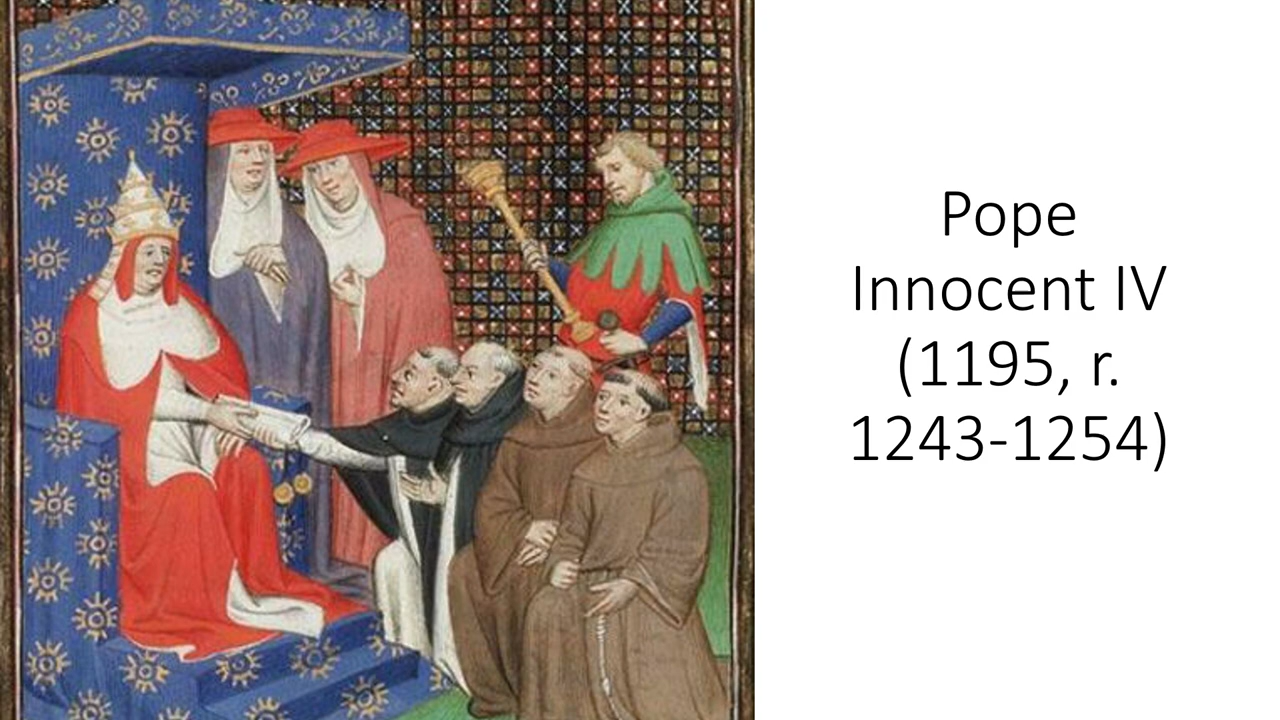 Pope
Innocent IV
(1195, r.
1243-1254)